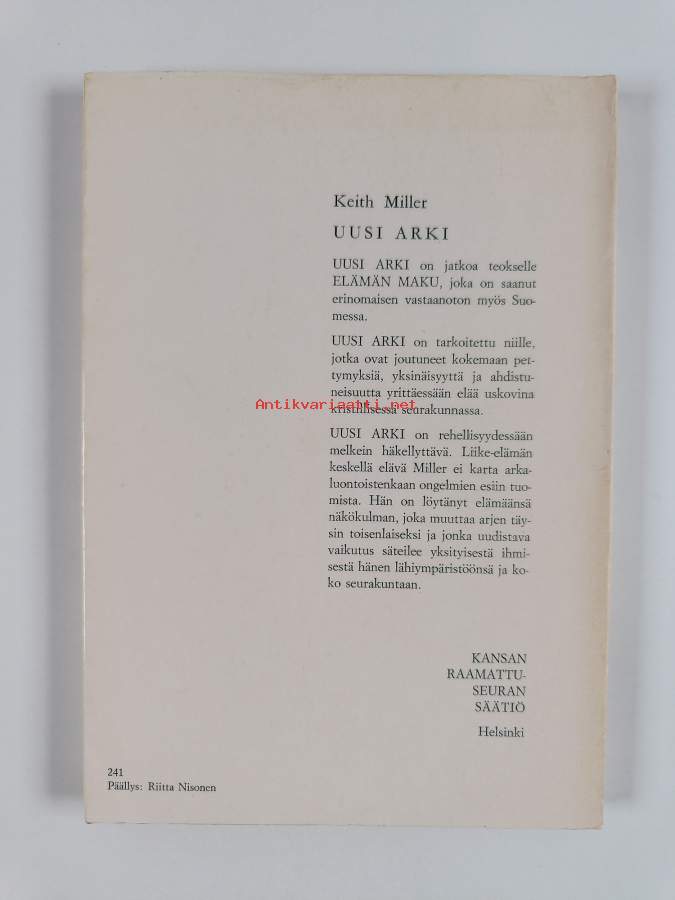 Keith Miller
UUSI ARKI
UUSI ARKI on jatkoa teokselle
ELÄMÄN MAKU, joka on saanut
erinomaisen vastaanoton myös Suo-
messa.
UUSI ARKI on tarkoitettu niille,
jotka ovat joutuneet kokemaan pet-
tymyksiä, yksinäisyyttä ja ahdistu-
neisuutta yrittäessään elää uskovina
Antikvariaatti.net
kristillisessä seurakunnassa.
UUSI ARKI on rehellisyydessään
melkein häkellyttävä. Liike-elämän
keskellä elävä Miller ei karta arka-
luontoistenkaan ongelmien esiin tuo-
mista. Hän on löytänyt elämäänsä
näkökulman, joka muuttaa arjen täy-
sin toisenlaiseksi ja jonka uudistava
vaikutus säteilee yksityisestä ihmi-
sestä hänen lähiympäristöönsä ja ko-
ko seurakuntaan.
KANSAN
RAAMATTU-
SEURAN
SÄÄTIÖ
Helsinki
241
Päällys: Riitta Nisonen